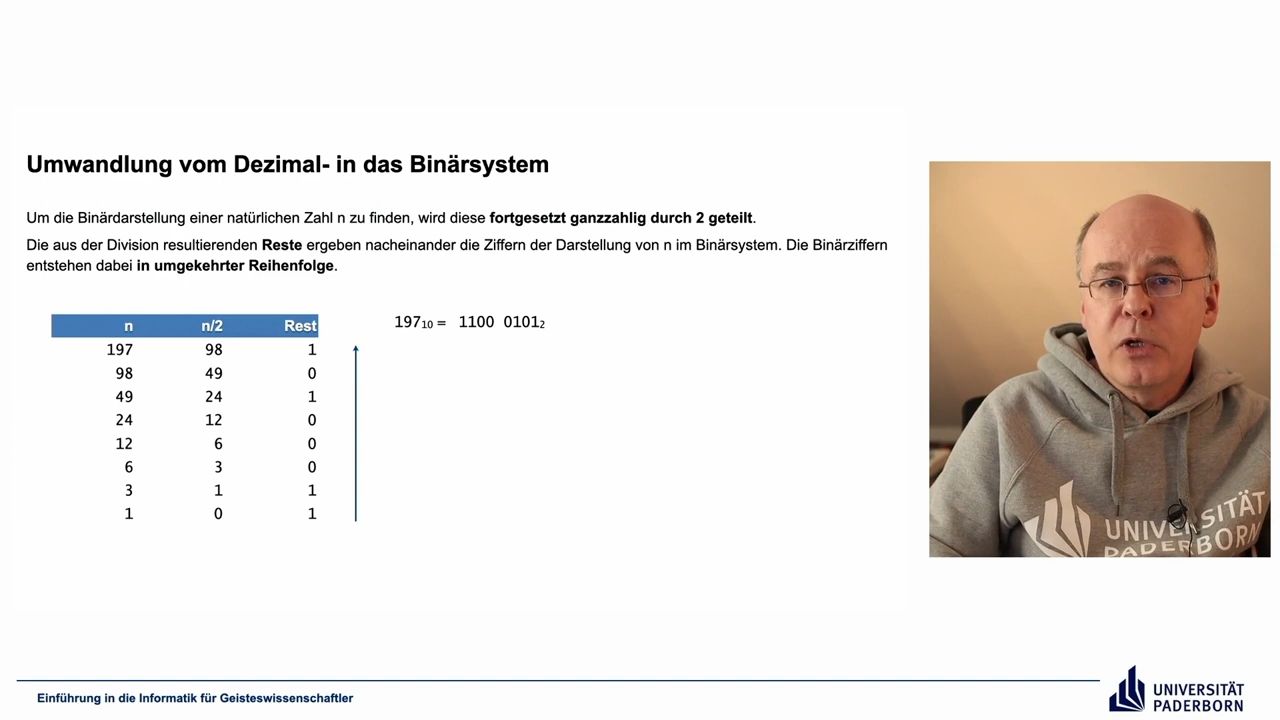 Umwandlung vom Dezimal- in das Binärsystem
Um die Binärdarstellung einer natürlichen Zahl n zu finden, wird diese fortgesetzt ganzzahlig durch 2 geteilt.
Die aus der Division resultierenden Reste ergeben nacheinander die Ziffern der Darstellung von n im Binärsystem. Die Binärziffern
entstehen dabei in umgekehrter Reihenfolge.
n n/2 Rest
197 98 1
98 49 0
49 24 1
24 12 0
12 6 0
6 3 0
3 1 1
1 0 1
197₁₀ = 1100 0101₂
UNIVERSITÄT
PADERBORN
Einführung in die Informatik für Geisteswissenschaftler
UNIVERSITÄT
PADERBORN